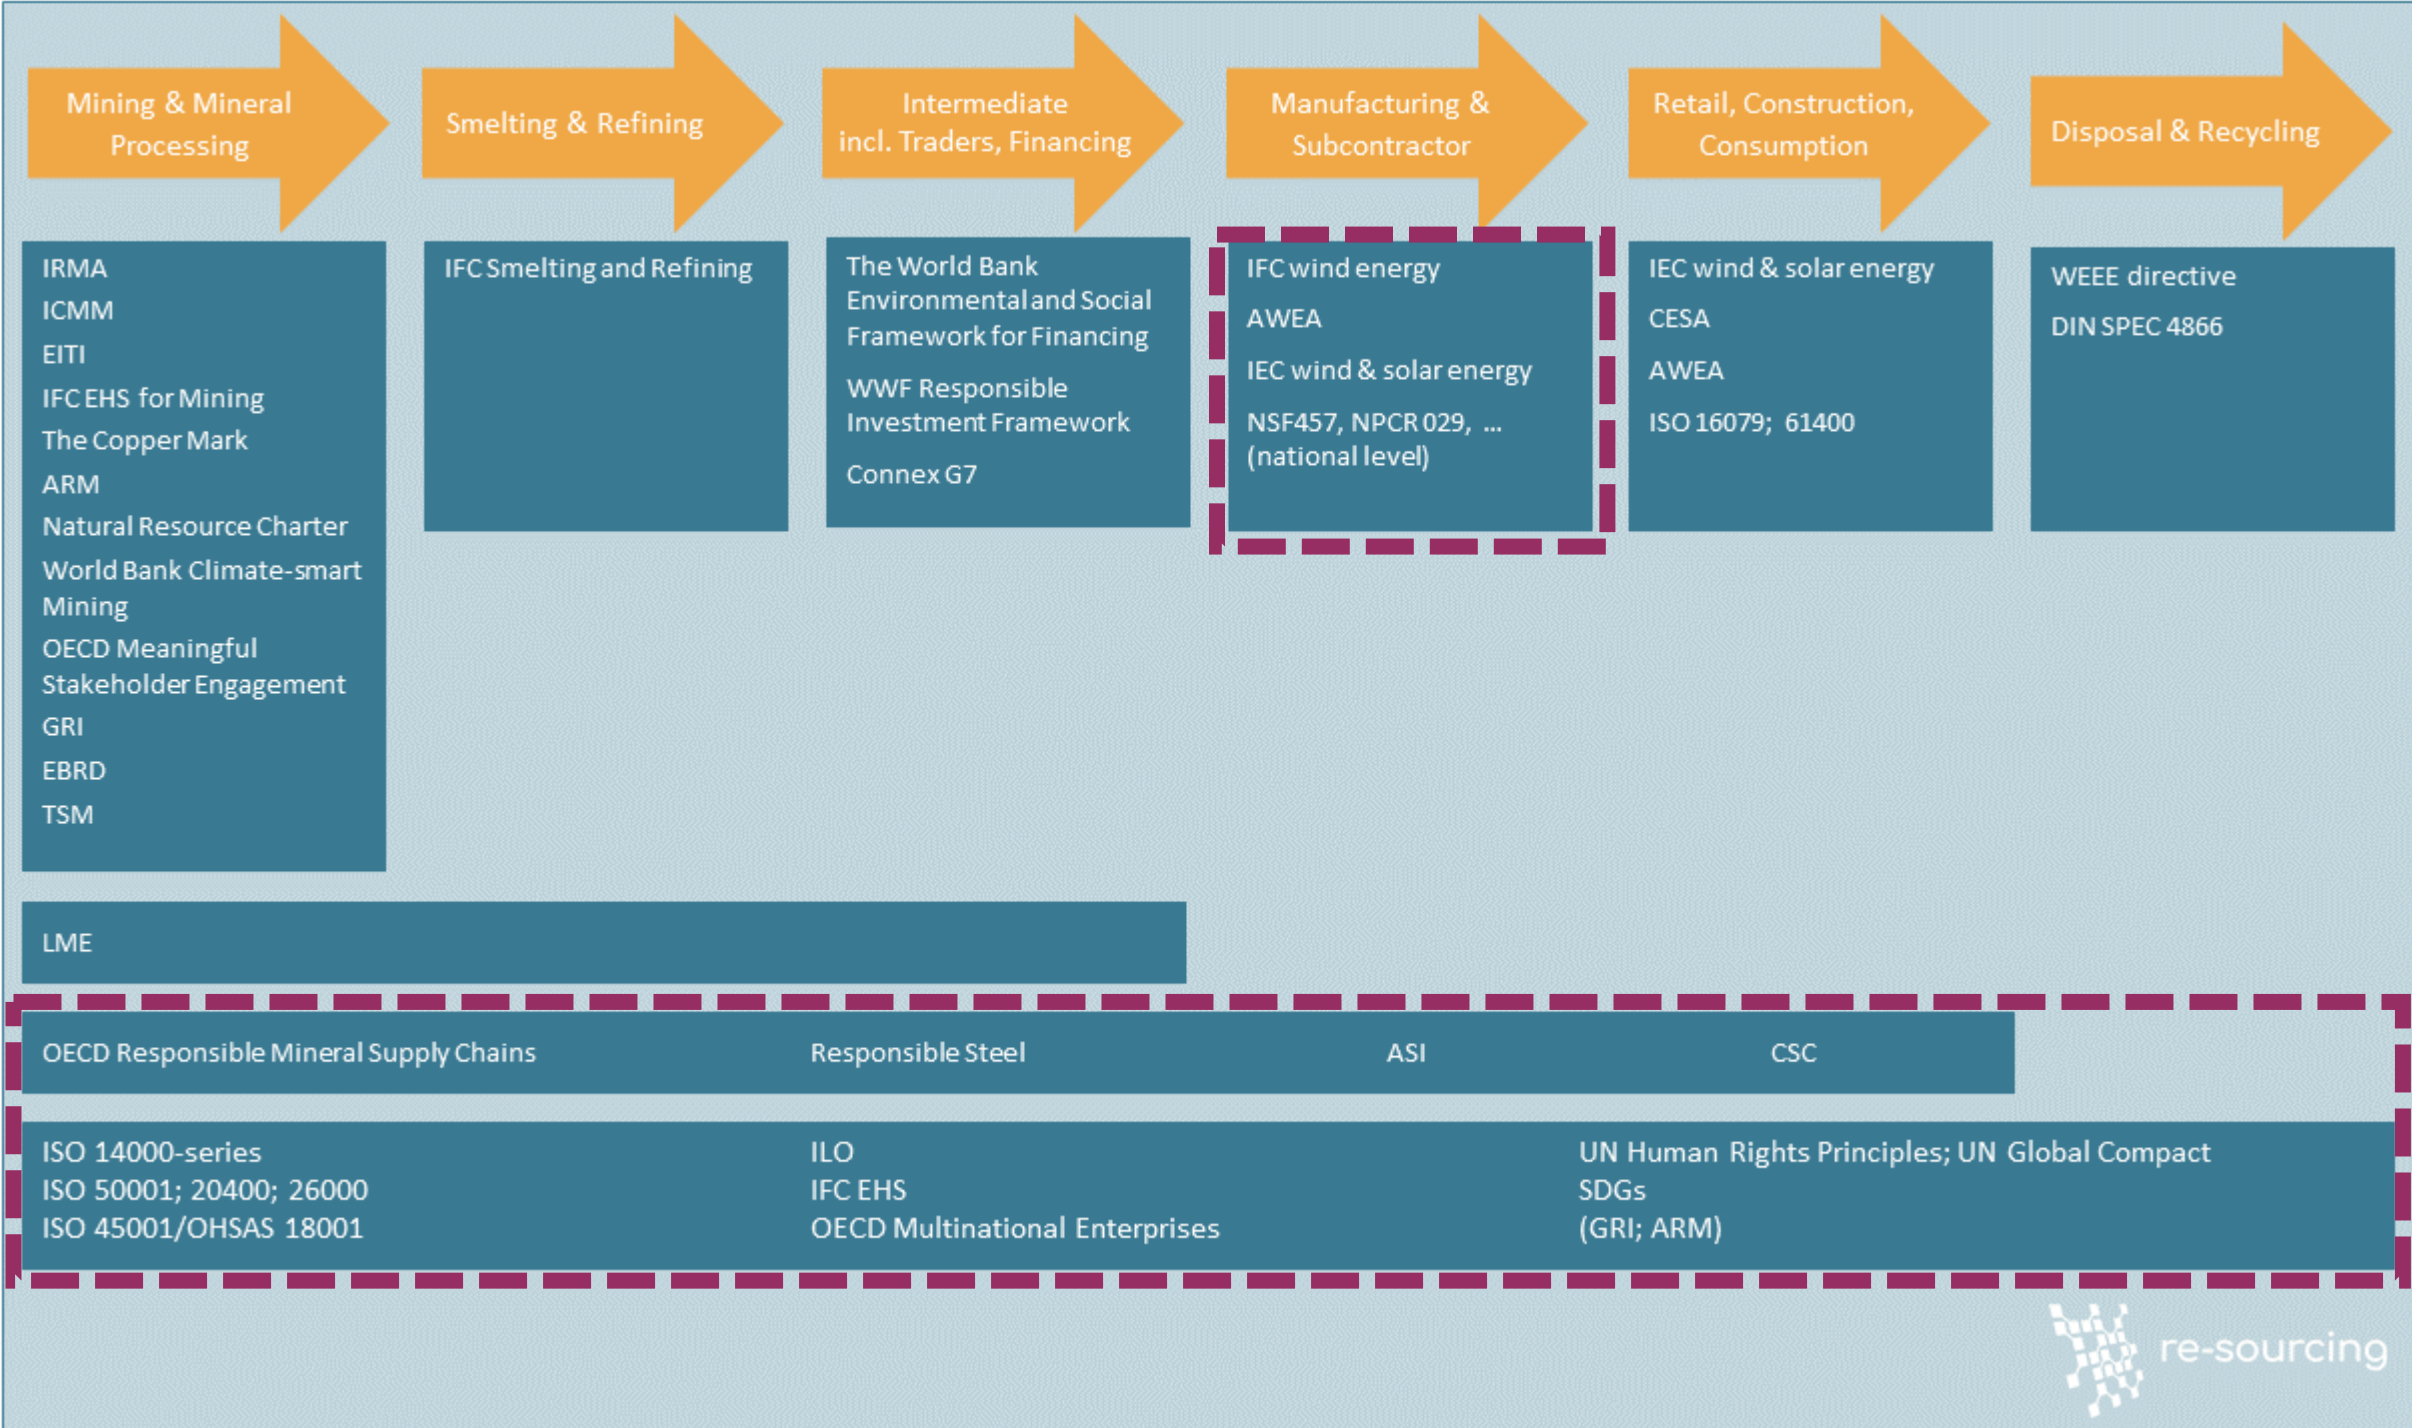 Mining & Mineral
Processing
Smelting & Refining
Intermediate
incl. Traders, Financing
Manufacturing &
Subcontractor
Retail, Construction,
Consumption
Disposal & Recycling
IRMA
ICMM
EITI
IFC EHS for Mining
The Copper Mark
ARM
Natural Resource Charter
World Bank Climate-smart
Mining
OECD Meaningful
Stakeholder Engagement
GRI
EBRD
TSM
IFC Smelting and Refining
The World Bank
Environmental and Social
Framework for Financing
WWF Responsible
Investment Framework
Connex G7
IFC wind energy
AWEA
IEC wind & solar energy
NSF457, NPCR 029, ...
(national level)
IEC wind & solar energy
CESA
AWEA
ISO 16079; 61400
WEEE directive
DIN SPEC 4866
LME
OECD Responsible Mineral Supply Chains
Responsible Steel
ASI
CSC
ISO 14000-series
ISO 50001; 20400; 26000
ISO 45001/OHSAS 18001
ILO
IFC EHS
OECD Multinational Enterprises
UN Human Rights Principles; UN Global Compact
SDGs
(GRI; ARM)
re-sourcing